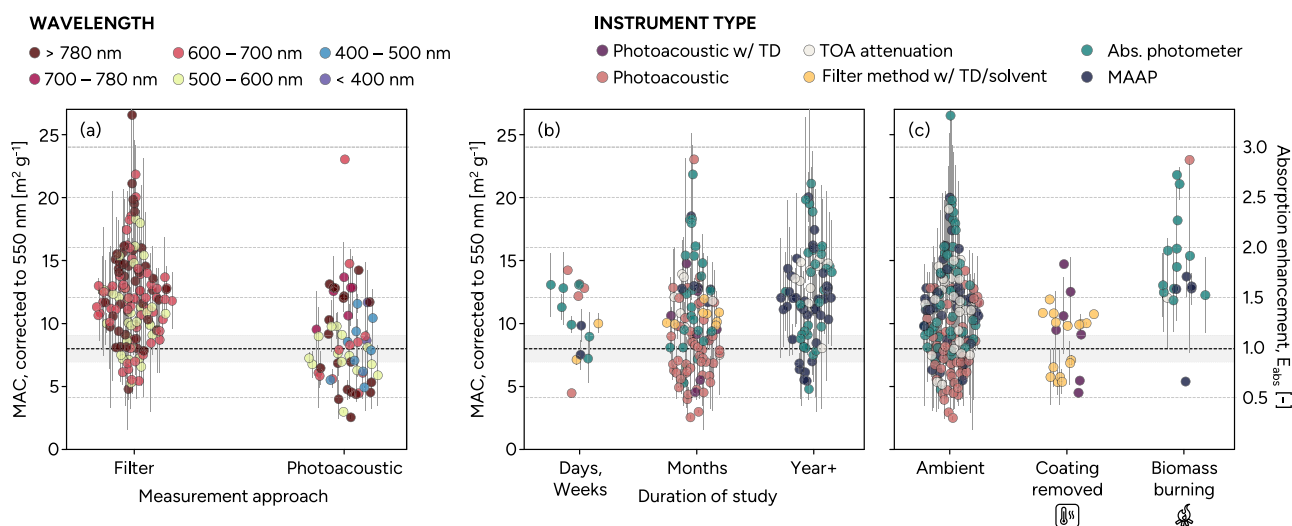 WAVELENGTH
> 780 nm
600 – 700 nm
400 – 500 nm
700 – 780 nm
500 – 600 nm
< 400 nm
INSTRUMENT TYPE
Photoacoustic w/ TD
TOA attenuation
Abs. photometer
Photoacoustic
Filter method w/ TD/solvent
MAAP
(a)
MAC, corrected to 550 nm [m² g⁻¹]
25
20
15
10
5
0
Filter
Photoacoustic
Measurement approach
(b)
MAC, corrected to 550 nm [m² g⁻¹]
25
20
15
10
5
0
Days,
Weeks
Months
Year+
Duration of study
(c)
3.0
2.5
2.0
1.5
1.0
0.5
Absorption enhancement, E_abs [-]
Ambient
Coating
removed
Biomass
burning